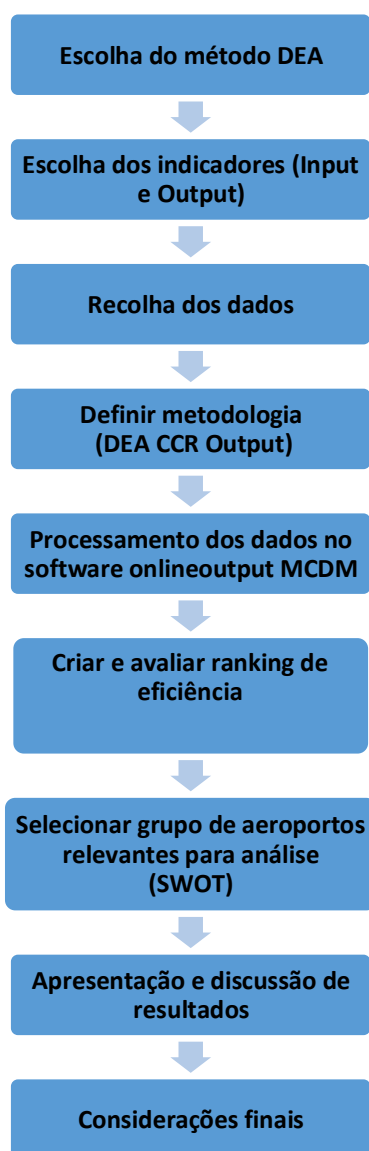 Escolha do método DEA
Escolha dos indicadores (Input
e Output)
Recolha dos dados
Definir metodologia
(DEA CCR Output)
Processamento dos dados no
software onlineoutput MCDM
Criar e avaliar ranking de
eficiência
Selecionar grupo de aeroportos
relevantes para análise
(SWOT)
Apresentação e discussão de
resultados
Considerações finais